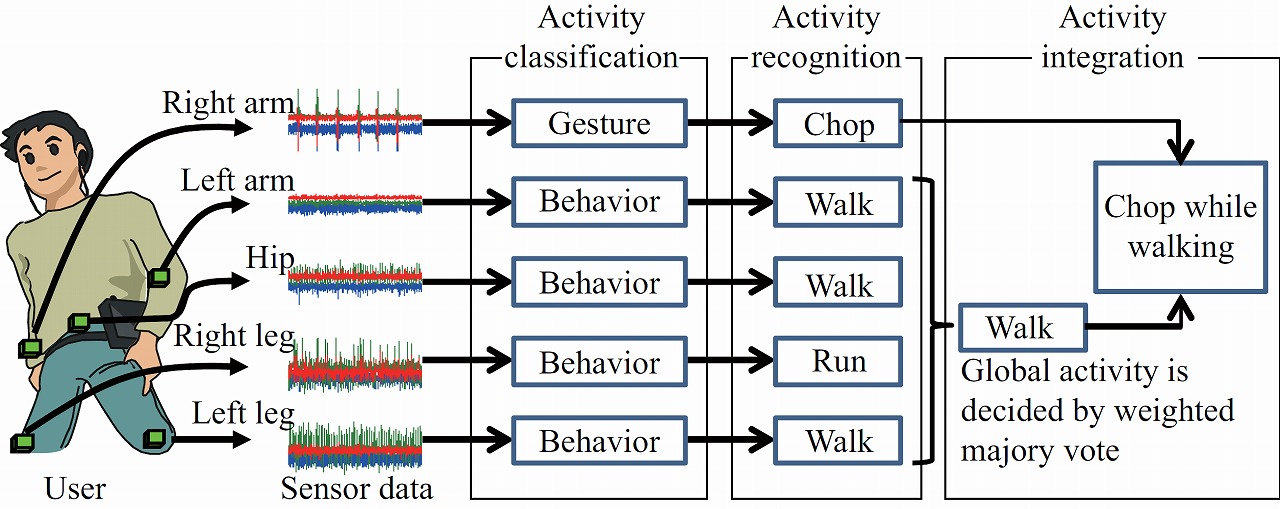 Activity
classification
Activity
recognition
Activity
integration
Right arm
Gesture
Chop
Left arm
Behavior
Walk
Chop while
walking
Hip
Behavior
Walk
Walk
Right leg
Behavior
Run
Global activity is
decided by weighted
majory vote
Left leg
Behavior
Walk
User
Sensor data